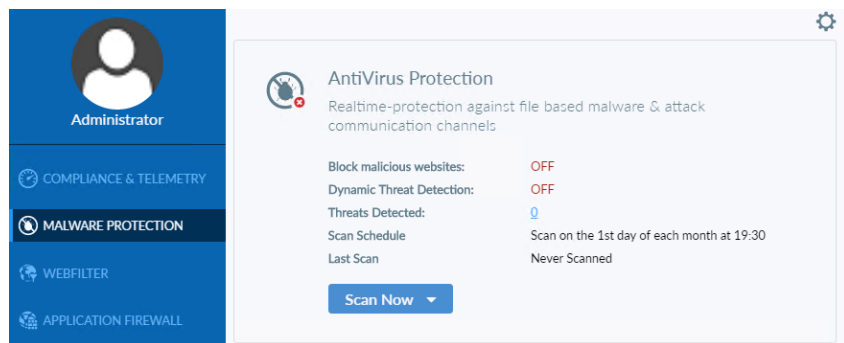 Administrator
COMPLIANCE & TELEMETRY
MALWARE PROTECTION
WEBFILTER
APPLICATION FIREWALL
AntiVirus Protection
Realtime-protection against file based malware & attack
communication channels
Block malicious websites: OFF
Dynamic Threat Detection: OFF
Threats Detected: 0
Scan Schedule Scan on the 1st day of each month at 19:30
Last Scan Never Scanned
Scan Now